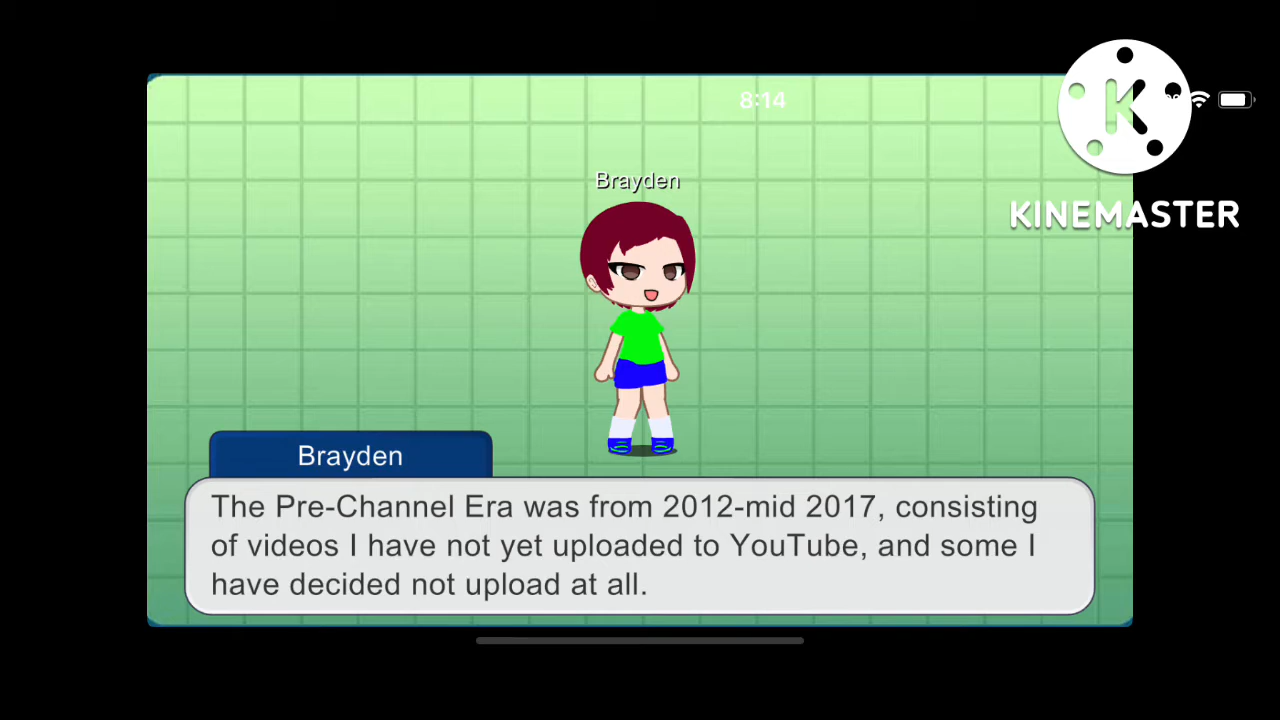 8:14
KINEMASTER
Brayden
Brayden
The Pre-Channel Era was from 2012-mid 2017, consisting
of videos I have not yet uploaded to YouTube, and some I
have decided not upload at all.